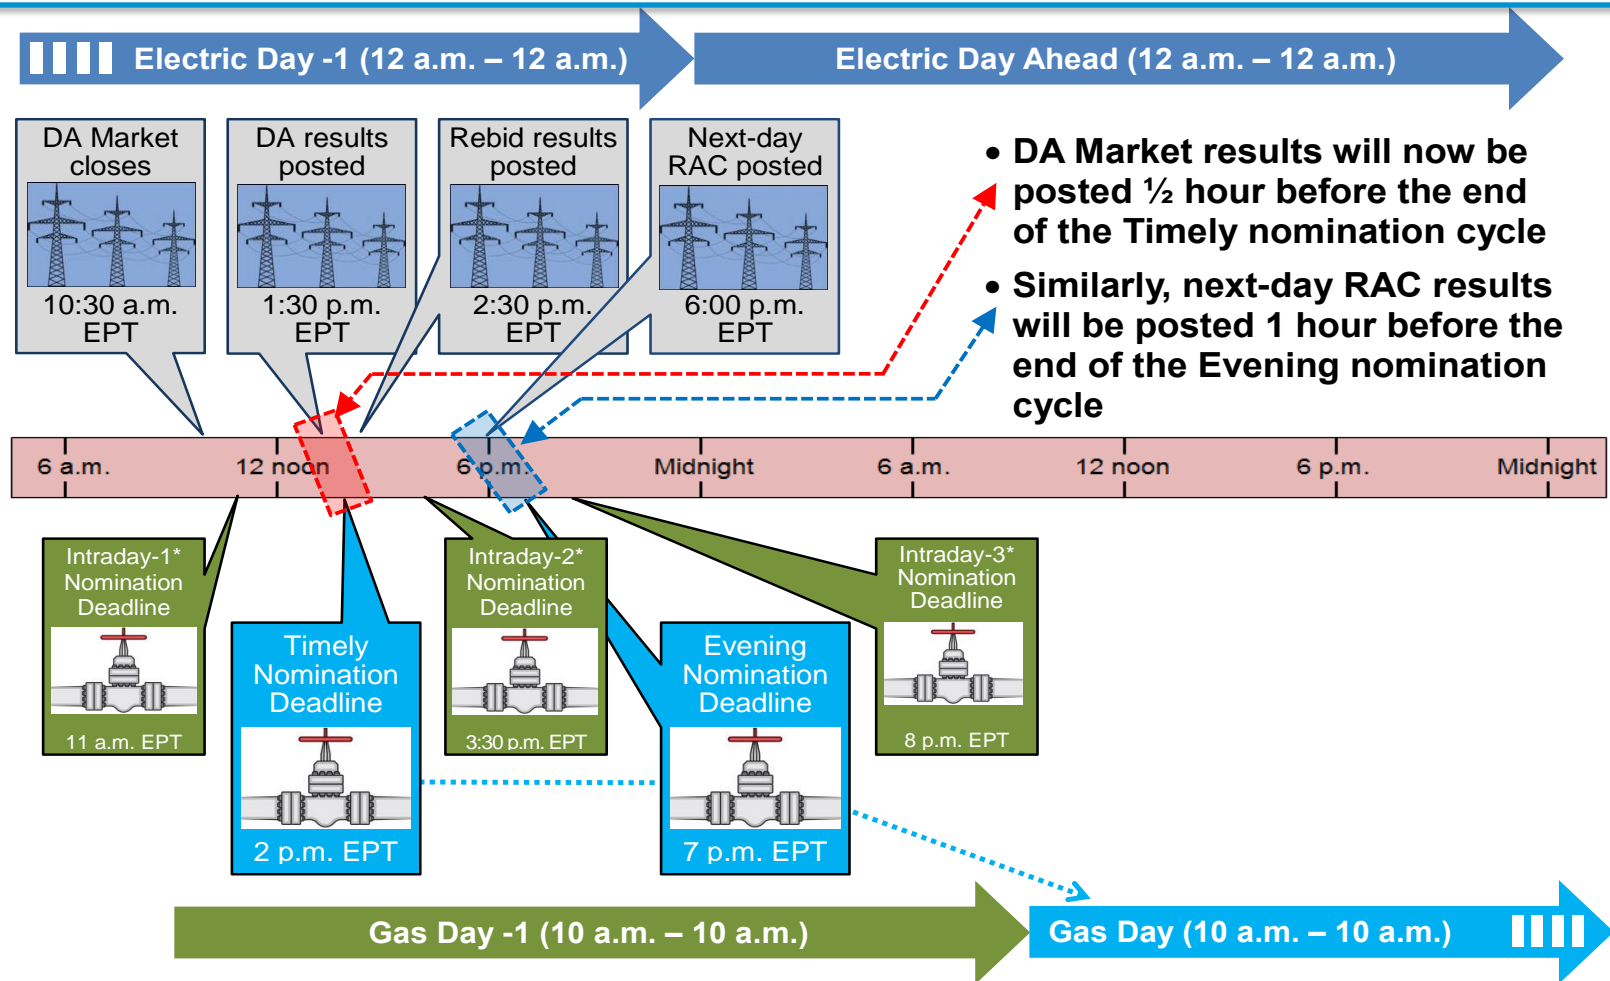 Electric Day -1 (12 a.m. – 12 a.m.)
Electric Day Ahead (12 a.m. – 12 a.m.)
DA Market
closes
10:30 a.m.
EPT
DA results
posted
1:30 p.m.
EPT
Rebid results
posted
2:30 p.m.
EPT
Next-day
RAC posted
6:00 p.m.
EPT
• DA Market results will now be
posted ½ hour before the end
of the Timely nomination cycle
• Similarly, next-day RAC results
will be posted 1 hour before the
end of the Evening nomination
cycle
6 a.m.
12 noon
6 p.m.
Midnight
6 a.m.
12 noon
6 p.m.
Midnight
Intraday-1*
Nomination
Deadline
11 a.m. EPT
Timely
Nomination
Deadline
2 p.m. EPT
Intraday-2*
Nomination
Deadline
3:30 p.m. EPT
Evening
Nomination
Deadline
7 p.m. EPT
Intraday-3*
Nomination
Deadline
8 p.m. EPT
Gas Day -1 (10 a.m. – 10 a.m.)
Gas Day (10 a.m. – 10 a.m.)